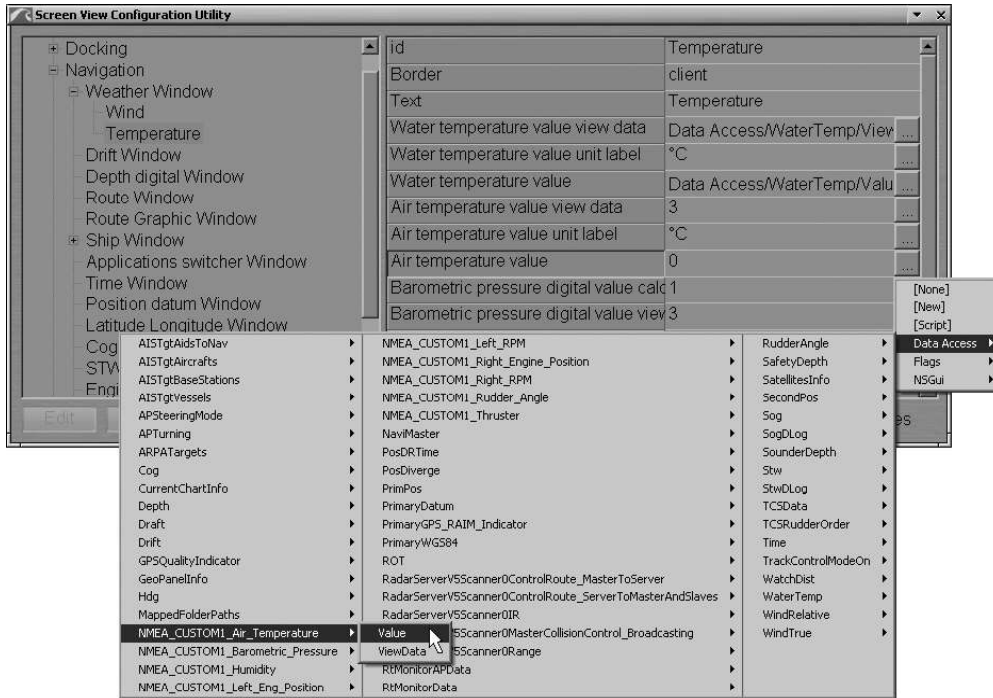 Screen View Configuration Utility
Docking
Navigation
Weather Window
Wind
Temperature
Drift Window
Depth digital Window
Route Window
Route Graphic Window
Ship Window
Applications switcher Window
Time Window
Position datum Window
Latitude Longitude Window
Cog
STW
Engi
Edit
id Temperature
Border client
Text Temperature
Water temperature value view data Data Access/WaterTemp/View ...
Water temperature value unit label °C ...
Water temperature value Data Access/WaterTemp/Valu ...
Air temperature value view data 3 ...
Air temperature value unit label °C ...
Air temperature value 0 ...
Barometric pressure digital value calc 1
Barometric pressure digital value view 3
[None]
[New]
[Script]
Data Access
Flags
NSGui
AISTgtAidsToNav
AISTgtAircrafts
AISTgtBaseStations
AISTgtVessels
APSteeringMode
APTurning
ARPATargets
Cog
CurrentChartInfo
Depth
Draft
Drift
GPSQualityIndicator
GeoPanelInfo
Hdg
MappedFolderPaths
NMEA_CUSTOM1_Air_Temperature
NMEA_CUSTOM1_Barometric_Pressure
NMEA_CUSTOM1_Humidity
NMEA_CUSTOM1_Left_Eng_Position
NMEA_CUSTOM1_Left_RPM
NMEA_CUSTOM1_Right_Engine_Position
NMEA_CUSTOM1_Right_RPM
NMEA_CUSTOM1_Rudder_Angle
NMEA_CUSTOM1_Thruster
NaviMaster
PosDRTime
PosDiverge
PrimPos
PrimaryDatum
PrimaryGPS_RAIM_Indicator
PrimaryWGS84
ROT
RadarServerV5Scanner0ControlRoute_MasterToServer
RadarServerV5Scanner0ControlRoute_ServerToMasterAndSlaves
RadarServerV5Scanner0IR
5Scanner0MasterCollisionControl_Broadcasting
5Scanner0Range
RtMonitorAPData
RtMonitorData
Value
ViewData
RudderAngle
SafetyDepth
SatellitesInfo
SecondPos
Sog
SogDLog
SounderDepth
Stw
StwDLog
TCSData
TCSRudderOrder
Time
TrackControlModeOn
WatchDist
WaterTemp
WindRelative
WindTrue